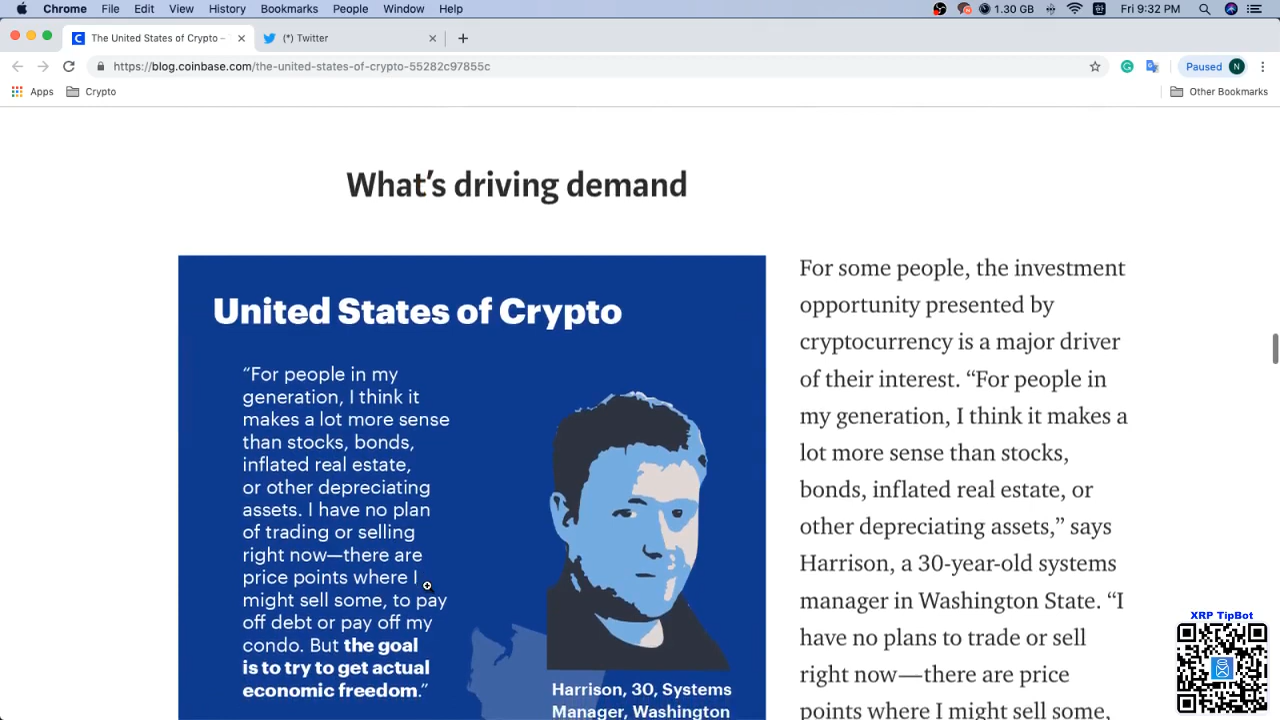 Chrome File Edit View History Bookmarks People Window Help 1.30 GB Fri 9:32 PM
The United States of Crypto – (*) Twitter
https://blog.coinbase.com/the-united-states-of-crypto-55282c97855c Paused N
Apps Crypto Other Bookmarks
What’s driving demand
United States of Crypto
“For people in my
generation, I think it
makes a lot more sense
than stocks, bonds,
inflated real estate,
or other depreciating
assets. I have no plan
of trading or selling
right now—there are
price points where I
might sell some, to pay
off debt or pay off my
condo. But the goal
is to try to get actual
economic freedom.”
Harrison, 30, Systems
Manager, Washington
For some people, the investment
opportunity presented by
cryptocurrency is a major driver
of their interest. “For people in
my generation, I think it makes a
lot more sense than stocks,
bonds, inflated real estate, or
other depreciating assets,” says
Harrison, a 30-year-old systems
manager in Washington State. “I
have no plans to trade or sell
right now—there are price
points where I might sell some,
XRP TipBot